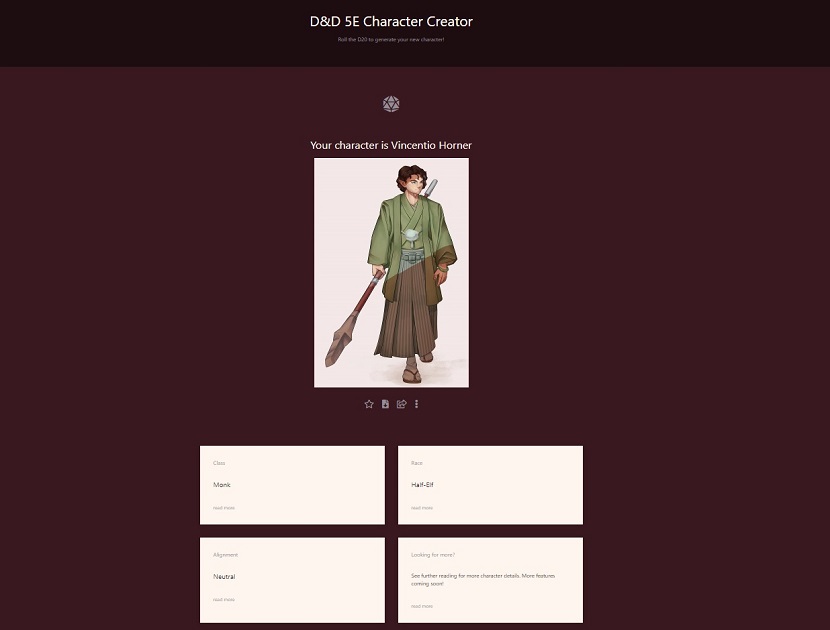 D&D 5E Character Creator
Roll the D20 to generate your new character!
Your character is Vincentio Horner
Class
Monk
read more
Race
Half-Elf
read more
Alignment
Neutral
read more
Looking for more?
See further reading for more character details. More features
coming soon!
read more